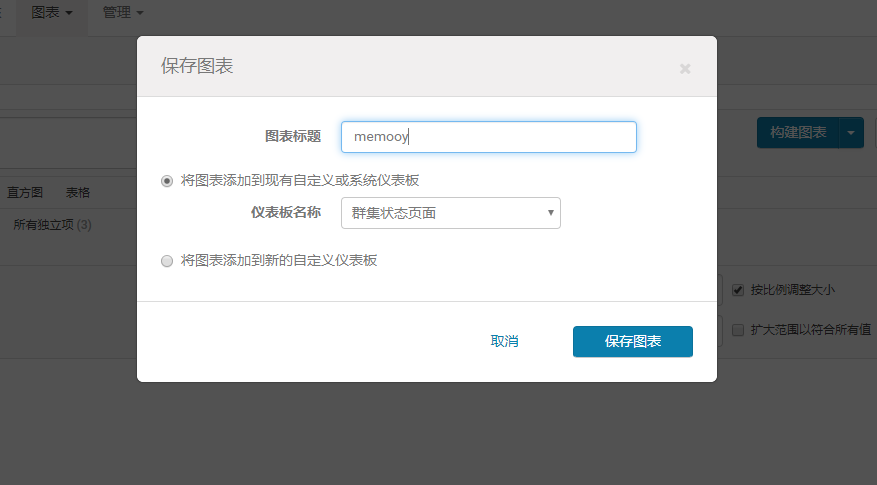 图表 管理
保存图表
图表标题 memooy
构建图表
将图表添加到现有自定义或系统仪表板
直方图 表格
仪表板名称 群集状态页面
所有独立项 (3)
将图表添加到新的自定义仪表板
按比例调整大小
扩大范围以符合所有值
取消 保存图表